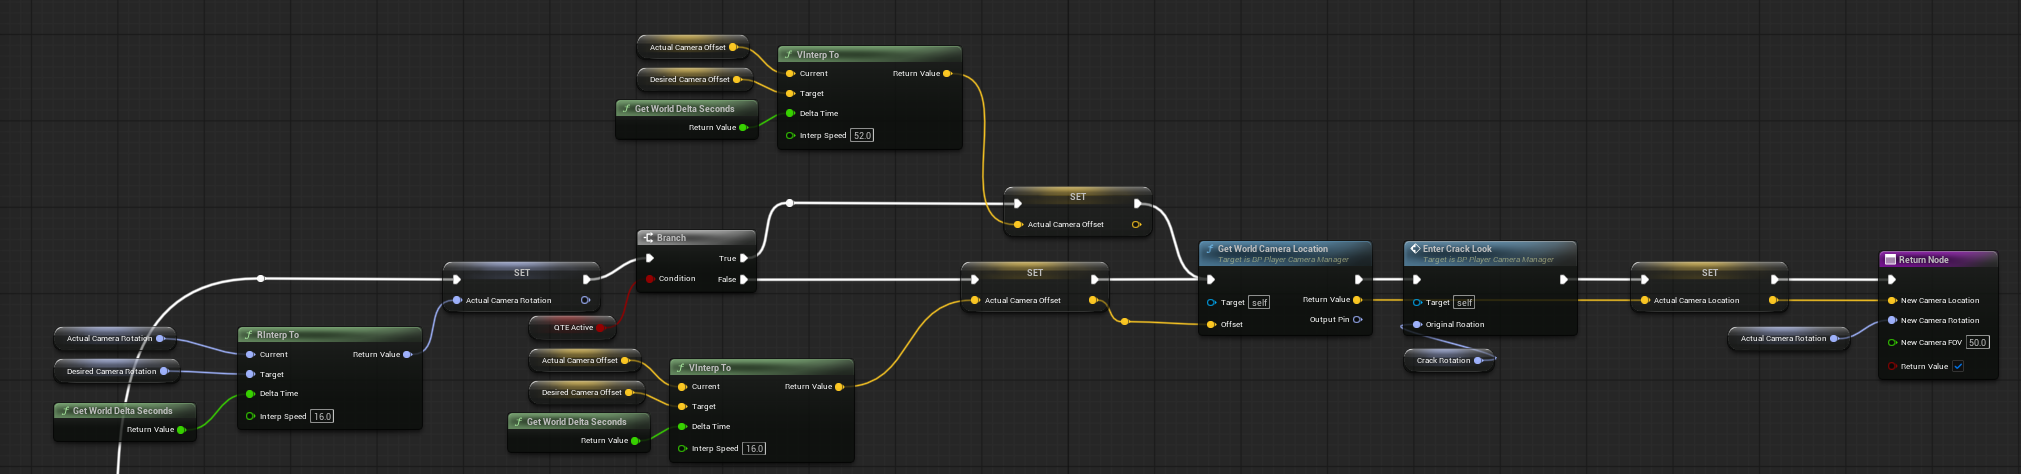 Actual Camera Offset
Desired Camera Offset
Get World Delta Seconds
Return Value
VInterp To
Current
Return Value
Target
Delta Time
Interp Speed 52.0
SET
Actual Camera Offset
Actual Camera Rotation
Desired Camera Rotation
Get World Delta Seconds
Return Value
RInterp To
Current
Return Value
Target
Delta Time
Interp Speed 16.0
SET
Actual Camera Rotation
Branch
True
Condition
False
QTE Active
Actual Camera Offset
Desired Camera Offset
Get World Delta Seconds
Return Value
VInterp To
Current
Return Value
Target
Delta Time
Interp Speed 16.0
SET
Actual Camera Offset
Get World Camera Location
Target is BP Player Camera Manager
Target self
Return Value
Output Pin
Offset
Enter Crack Look
Target is BP Player Camera Manager
Target self
Original Roation
Crack Rotation
SET
Actual Camera Location
Actual Camera Rotation
Return Node
New Camera Location
New Camera Rotation
New Camera FOV 50.0
Return Value